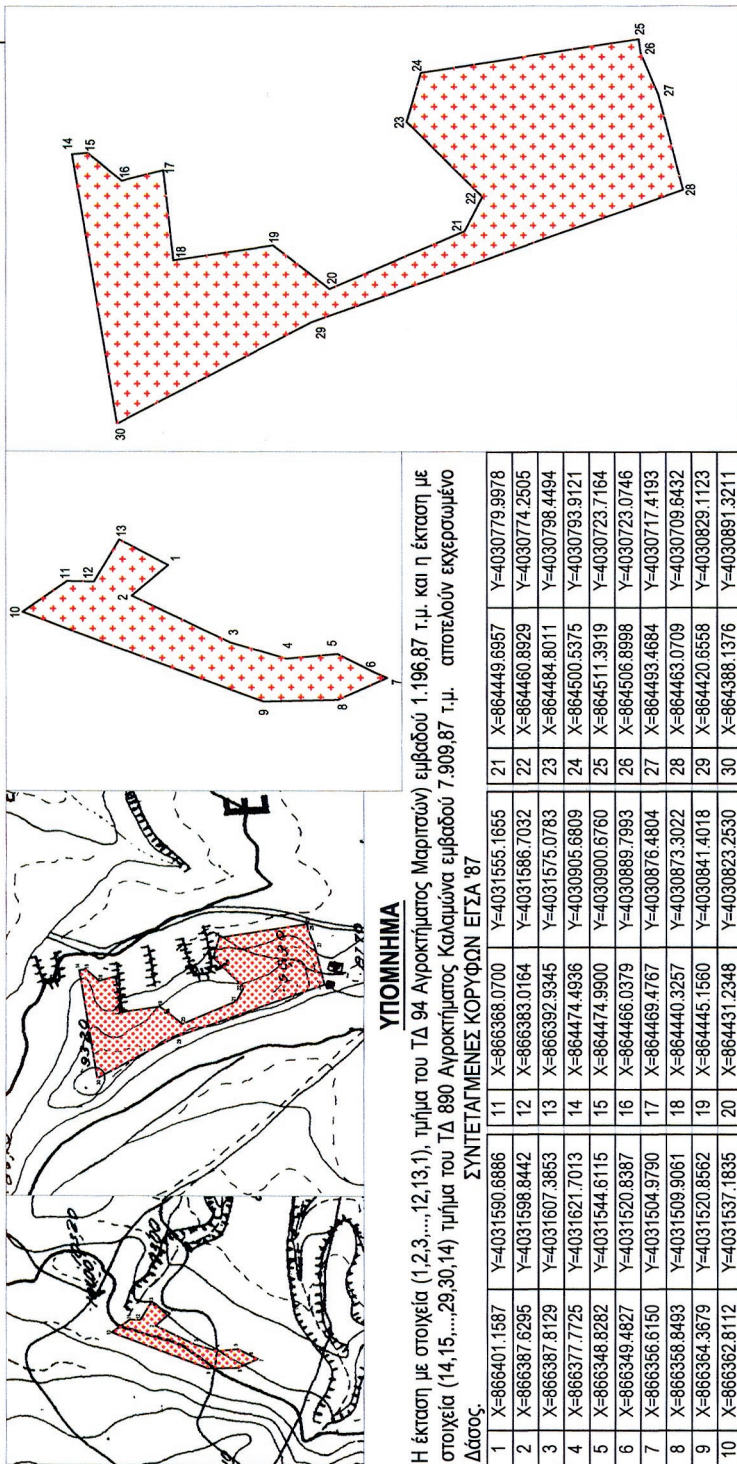 ΥΠΟΜΝΗΜΑ
Η έκταση με στοιχεία (1,2,3,...,12,13,1), τμήμα του ΤΔ 94 Αγροκτήματος Μαριτσών) εμβαδού 1.196,87 τ.μ. και η έκταση με
στοιχεία (14,15,...,29,30,14) τμήμα του ΤΔ 890 Αγροκτήματος Καλαμώνα εμβαδού 7.909,87 τ.μ. αποτελούν εκχερσωμένο
Δάσος.
ΣΥΝΤΕΤΑΓΜΕΝΕΣ ΚΟΡΥΦΩΝ ΕΓΣΑ '87
1 X=866401.1587 Y=4031590.6886 11 X=866368.0700 Y=4031555.1655 21 X=864449.6957 Y=4030779.9978
2 X=866387.6295 Y=4031598.8442 12 X=866383.0164 Y=4031586.7032 22 X=864460.8929 Y=4030774.2505
3 X=866387.8129 Y=4031607.3853 13 X=866392.9345 Y=4031575.0783 23 X=864484.8011 Y=4030798.4494
4 X=866377.7725 Y=4031621.7013 14 X=864474.4936 Y=4030905.6809 24 X=864500.5375 Y=4030793.9121
5 X=866348.8282 Y=4031544.6115 15 X=864474.9900 Y=4030900.6760 25 X=864511.3919 Y=4030723.7164
6 X=866349.4827 Y=4031520.8387 16 X=864466.0379 Y=4030889.7993 26 X=864506.8998 Y=4030723.0746
7 X=866356.6150 Y=4031504.9790 17 X=864469.4767 Y=4030876.4804 27 X=864493.4684 Y=4030717.4193
8 X=866358.8493 Y=4031509.9061 18 X=864440.3257 Y=4030873.3022 28 X=864463.0709 Y=4030709.6432
9 X=866364.3679 Y=4031520.8562 19 X=864445.1560 Y=4030841.4018 29 X=864420.6558 Y=4030829.1123
10 X=866362.8112 Y=4031537.1835 20 X=864431.2348 Y=4030823.2530 30 X=864388.1376 Y=4030891.3211
10
11
12
13
1
2
3
4
5
6
7
8
9
14
15
16
17
18
19
20
21
22
23
24
25
26
27
28
29
30